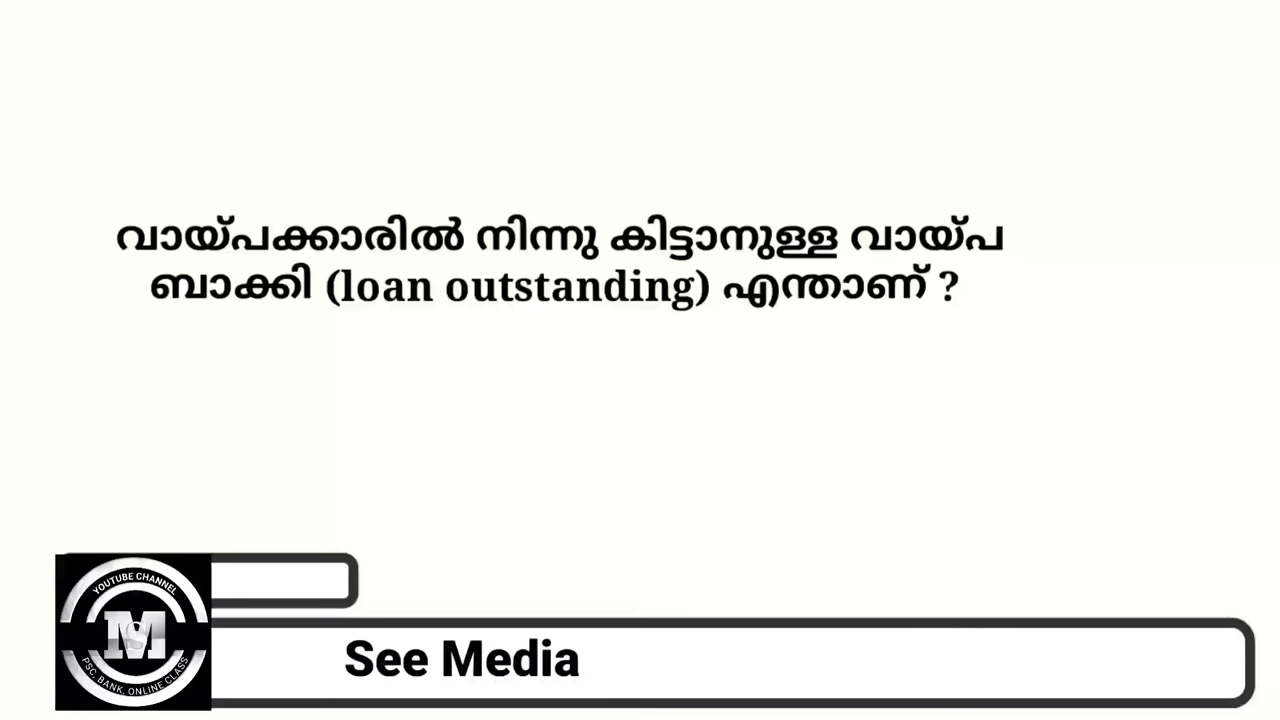 വായ്പക്കാരിൽ നിന്നു കിട്ടാനുള്ള വായ്പ
ബാക്കി (loan outstanding) എന്താണ് ?
YOUTUBE CHANNEL
MS
PSC, BANK, ONLINE CLASS
See Media